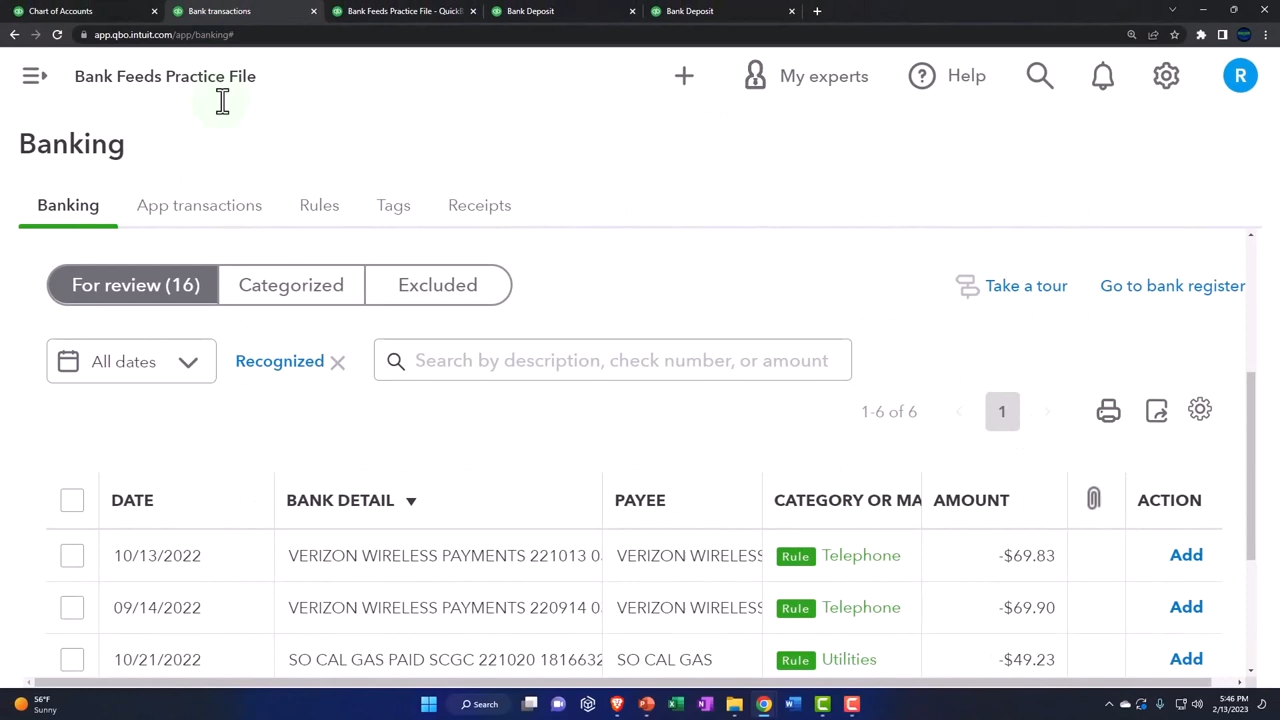 Chart of Accounts
Bank transactions
Bank Feeds Practice File - QuickB
Bank Deposit
Bank Deposit
app.qbo.intuit.com/app/banking#
Bank Feeds Practice File
My experts
Help
R
Banking
Banking
App transactions
Rules
Tags
Receipts
For review (16)
Categorized
Excluded
Take a tour
Go to bank register
All dates
Recognized
Search by description, check number, or amount
1-6 of 6
1
DATE BANK DETAIL PAYEE CATEGORY OR MA AMOUNT ACTION
10/13/2022 VERIZON WIRELESS PAYMENTS 221013 0 VERIZON WIRELESS Rule Telephone -$69.83 Add
09/14/2022 VERIZON WIRELESS PAYMENTS 220914 0 VERIZON WIRELESS Rule Telephone -$69.90 Add
10/21/2022 SO CAL GAS PAID SCGC 221020 1816632 SO CAL GAS Rule Utilities -$49.23 Add
56°F
Sunny
Search
5:46 PM
2/13/2023